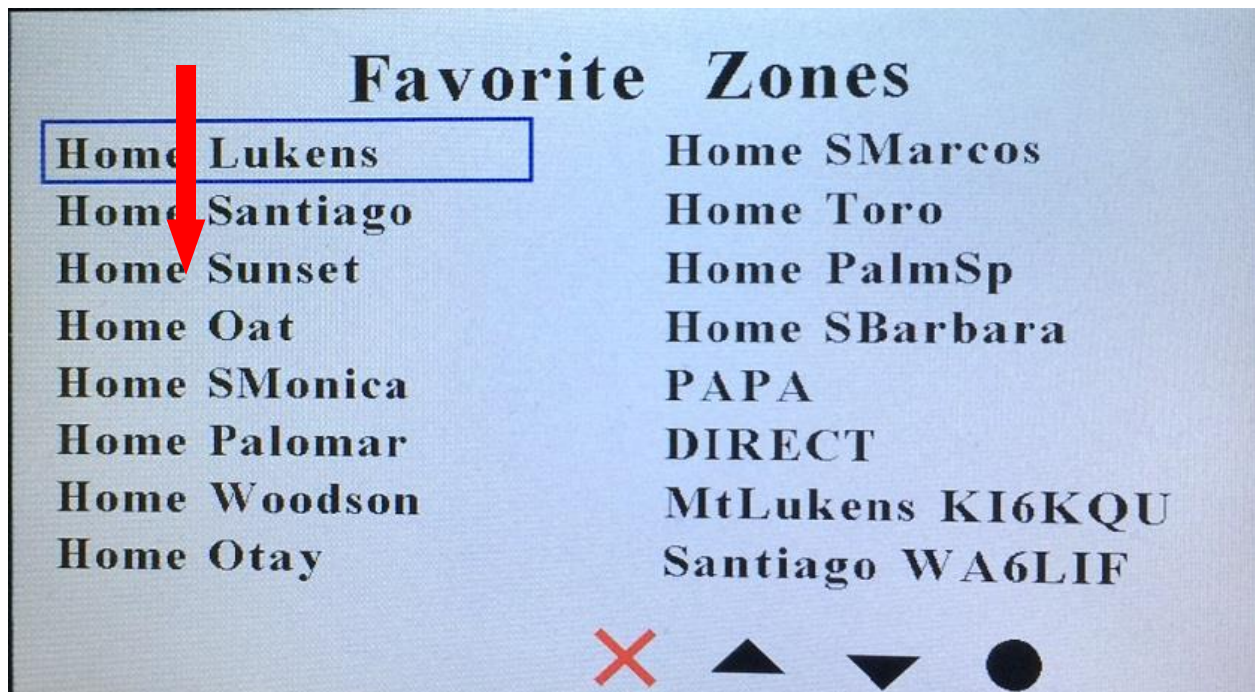 Favorite Zones
Home Lukens
Home Santiago
Home Sunset
Home Oat
Home SMonica
Home Palomar
Home Woodson
Home Otay
Home SMarcos
Home Toro
Home PalmSp
Home SBarbara
PAPA
DIRECT
MtLukens KI6KQU
Santiago WA6LIF